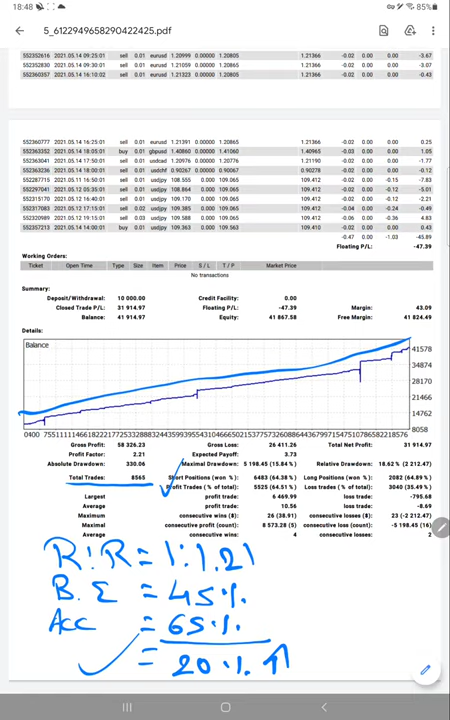 18:48
85%
5_6122949658290422425.pdf
552352616 2021.05.14 09:25:01 sell 0.01 eurusd 1.20999 0.00000 1.20805 1.21366 -0.02 0.00 0.00 -3.67
552352830 2021.05.14 09:30:01 sell 0.01 eurusd 1.21059 0.00000 1.20865 1.21366 -0.02 0.00 0.00 -3.07
552360357 2021.05.14 16:10:02 sell 0.01 eurusd 1.21323 0.00000 1.20865 1.21366 -0.02 0.00 0.00 -0.43
552360777 2021.05.14 16:25:01 sell 0.01 eurusd 1.21391 0.00000 1.20865 1.21366 -0.02 0.00 0.00 0.25
552363352 2021.05.14 18:05:01 buy 0.01 gbpusd 1.40860 0.00000 1.41060 1.40965 -0.03 0.00 0.00 1.05
552363041 2021.05.14 17:50:01 sell 0.01 usdcad 1.20976 0.00000 1.20776 1.21190 -0.02 0.00 0.00 -1.77
552363236 2021.05.14 18:00:01 sell 0.01 usdchf 0.90267 0.00000 0.90067 0.90278 -0.02 0.00 0.00 -0.12
552287715 2021.05.11 16:50:01 sell 0.01 usdjpy 108.555 0.000 109.065 109.412 -0.02 0.00 -0.15 -7.83
552297041 2021.05.12 05:35:01 sell 0.01 usdjpy 108.864 0.000 109.065 109.412 -0.02 0.00 -0.12 -5.01
552315170 2021.05.12 16:40:01 sell 0.01 usdjpy 109.170 0.000 109.065 109.412 -0.02 0.00 -0.12 -2.21
552317083 2021.05.12 17:15:01 sell 0.02 usdjpy 109.385 0.000 109.065 109.412 -0.04 0.00 -0.24 -0.49
552320989 2021.05.12 19:15:01 sell 0.03 usdjpy 109.588 0.000 109.065 109.412 -0.06 0.00 -0.36 4.83
552357213 2021.05.14 14:00:01 buy 0.01 usdjpy 109.363 0.000 109.563 109.410 -0.02 0.00 0.00 0.43
-0.47 0.00 -1.03 -45.89
Floating P/L: -47.39
Working Orders:
Ticket Open Time Type Size Item Price S / L T / P Market Price
No transactions
Summary:
Deposit/Withdrawal: 10 000.00 Credit Facility: 0.00
Closed Trade P/L: 31 914.97 Floating P/L: -47.39 Margin: 43.09
Balance: 41 914.97 Equity: 41 867.58 Free Margin: 41 824.49
Details:
Balance
41578
34874
28170
21466
14762
8058
Gross Profit: 58 326.23 Gross Loss: 26 411.26 Total Net Profit: 31 914.97
Profit Factor: 2.21 Expected Payoff: 3.73
Absolute Drawdown: 330.06 Maximal Drawdown: 5 198.45 (15.84 %) Relative Drawdown: 18.62 % (2 212.47)
Total Trades: 8565 Short Positions (won %): 6483 (64.38 %) Long Positions (won %): 2082 (64.89 %)
Profit Trades (% of total): 5525 (64.51 %) Loss trades (% of total): 3040 (35.49 %)
Largest profit trade: 6 469.99 loss trade: -795.68
Average profit trade: 10.56 loss trade: -8.69
Maximum consecutive wins ($): 26 (38.91) consecutive losses ($): 23 (-2 212.47)
Maximal consecutive profit (count): 8 573.28 (5) consecutive loss (count): -5 198.45 (16)
Average consecutive wins: 4 consecutive losses: 2
R:R = 1:1.21
B.E = 45%
Acc = 65%
= 20%